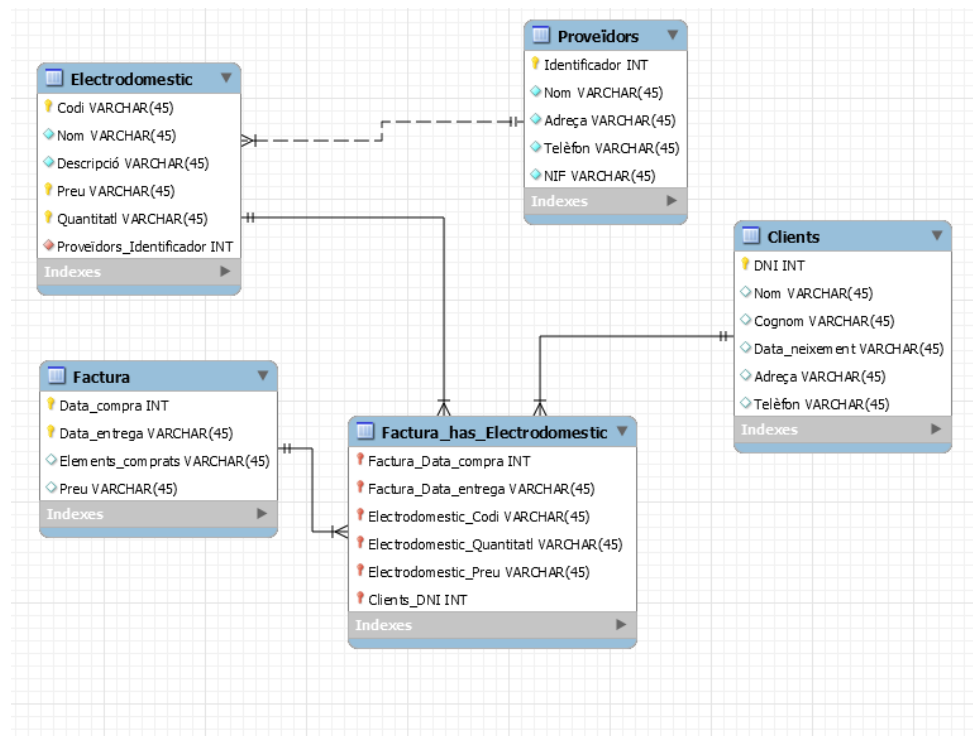 Proveïdors
Identificador INT
Nom VARCHAR(45)
Adreça VARCHAR(45)
Telèfon VARCHAR(45)
NIF VARCHAR(45)
Indexes
Electrodomestic
Codi VARCHAR(45)
Nom VARCHAR(45)
Descripció VARCHAR(45)
Preu VARCHAR(45)
Quantitatl VARCHAR(45)
Proveïdors_Identificador INT
Indexes
Clients
DNI INT
Nom VARCHAR(45)
Cognom VARCHAR(45)
Data_neixement VARCHAR(45)
Adreça VARCHAR(45)
Telèfon VARCHAR(45)
Indexes
Factura
Data_compra INT
Data_entrega VARCHAR(45)
Elements_comprats VARCHAR(45)
Preu VARCHAR(45)
Indexes
Factura_has_Electrodomestic
Factura_Data_compra INT
Factura_Data_entrega VARCHAR(45)
Electrodomestic_Codi VARCHAR(45)
Electrodomestic_Quantitatl VARCHAR(45)
Electrodomestic_Preu VARCHAR(45)
Clients_DNI INT
Indexes